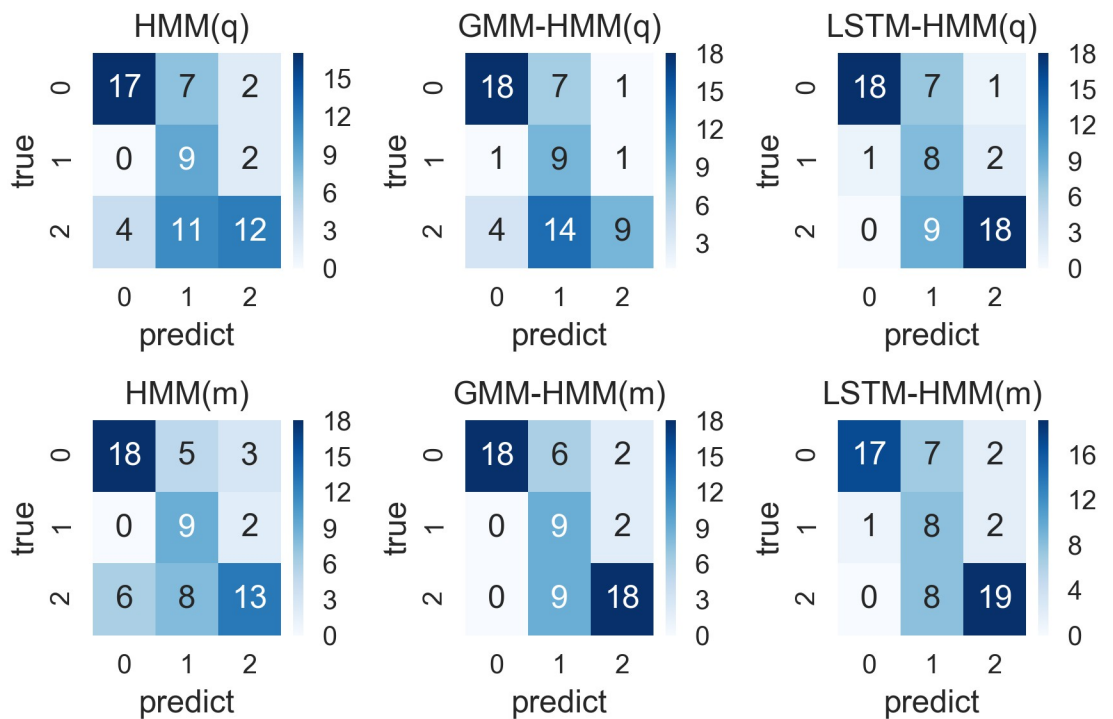 HMM(q) GMM-HMM(q) LSTM-HMM(q)
true 0 17 7 2 15
1 0 9 2 12
2 4 11 12 9
6
3
0
0 1 2
predict
true 0 18 7 1 18
1 1 9 1 15
2 4 14 9 12
9
6
3
0 1 2
predict
true 0 18 7 1 18
1 1 8 2 15
2 0 9 18 12
9
6
3
0
0 1 2
predict
HMM(m) GMM-HMM(m) LSTM-HMM(m)
true 0 18 5 3 18
1 0 9 2 15
2 6 8 13 12
9
6
3
0
0 1 2
predict
true 0 18 6 2 18
1 0 9 2 15
2 0 9 18 12
9
6
3
0
0 1 2
predict
true 0 17 7 2 16
1 1 8 2 12
2 0 8 19 8
4
0
0 1 2
predict